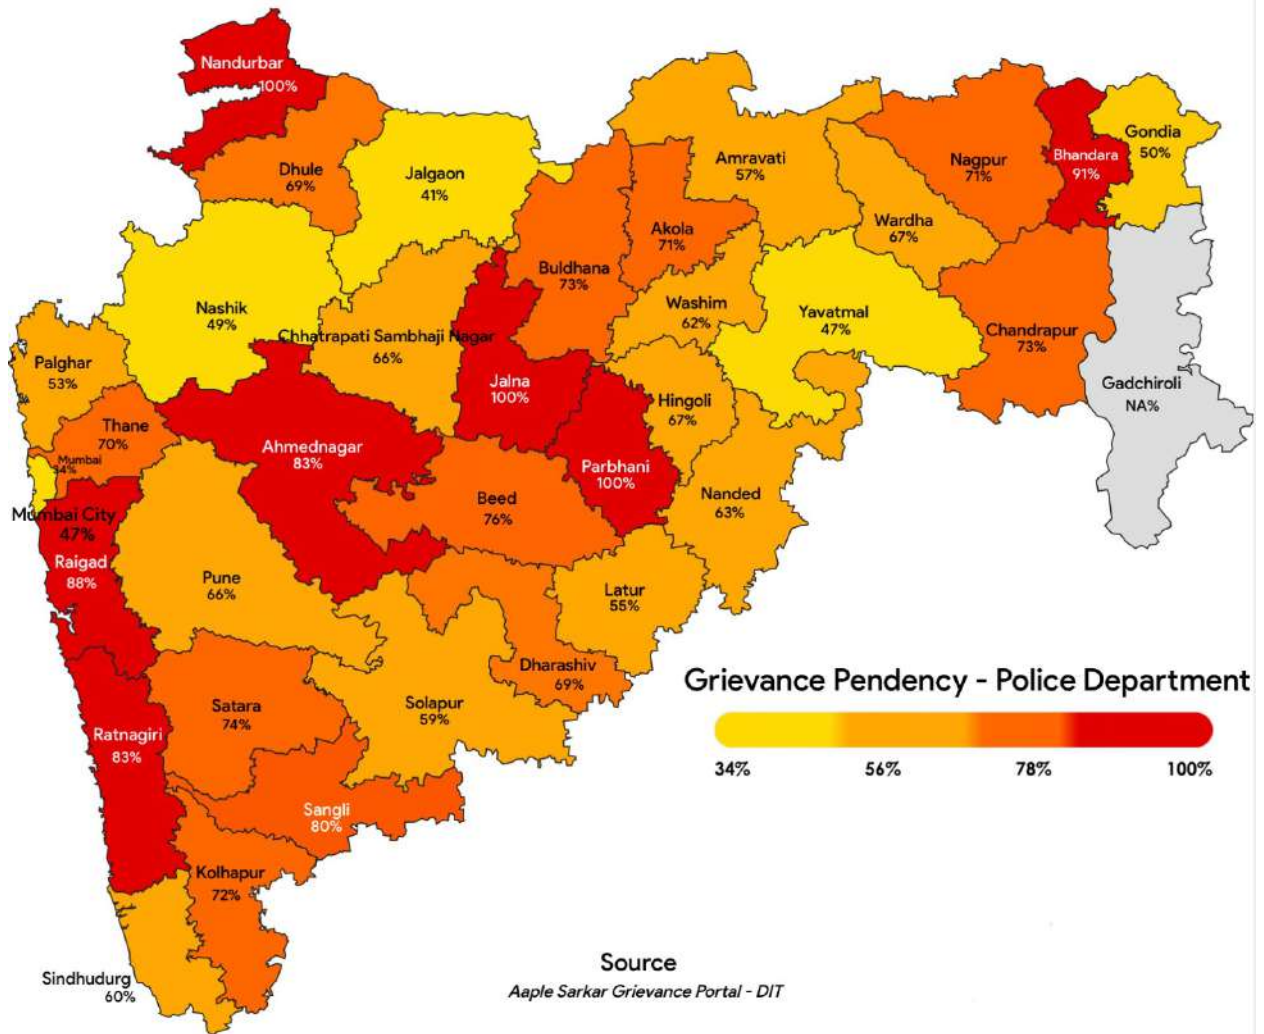 Nandurbar
100%
Dhule
69%
Jalgaon
41%
Amravati
57%
Nagpur
71%
Bhandara
91%
Gondia
50%
Akola
71%
Wardha
67%
Buldhana
73%
Nashik
49%
Chhatrapati Sambhaji Nagar
66%
Washim
62%
Yavatmal
47%
Chandrapur
73%
Gadchiroli
NA%
Palghar
53%
Jalna
100%
Hingoli
67%
Thane
70%
Ahmednagar
83%
Mumbai
34%
Parbhani
100%
Beed
76%
Nanded
63%
Mumbai City
47%
Raigad
88%
Pune
66%
Latur
55%
Dharashiv
69%
Grievance Pendency - Police Department
34% 56% 78% 100%
Satara
74%
Solapur
59%
Ratnagiri
83%
Sangli
80%
Kolhapur
72%
Sindhudurg
60%
Source
Aaple Sarkar Grievance Portal - DIT